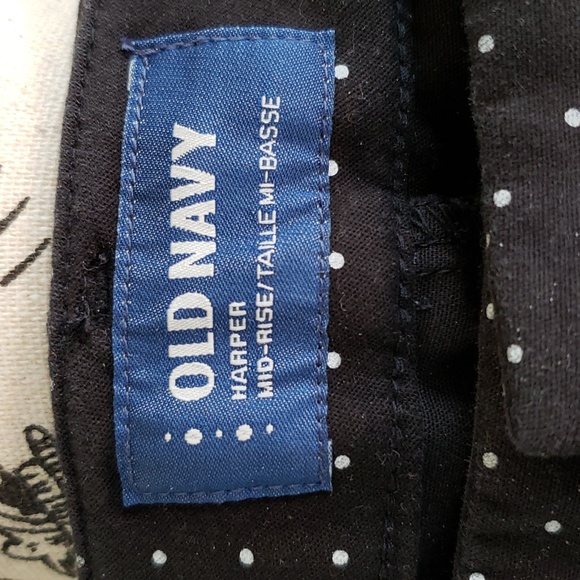 OLD NAVY
HARPER
MID-RISE/TAILLE MI-BASSE